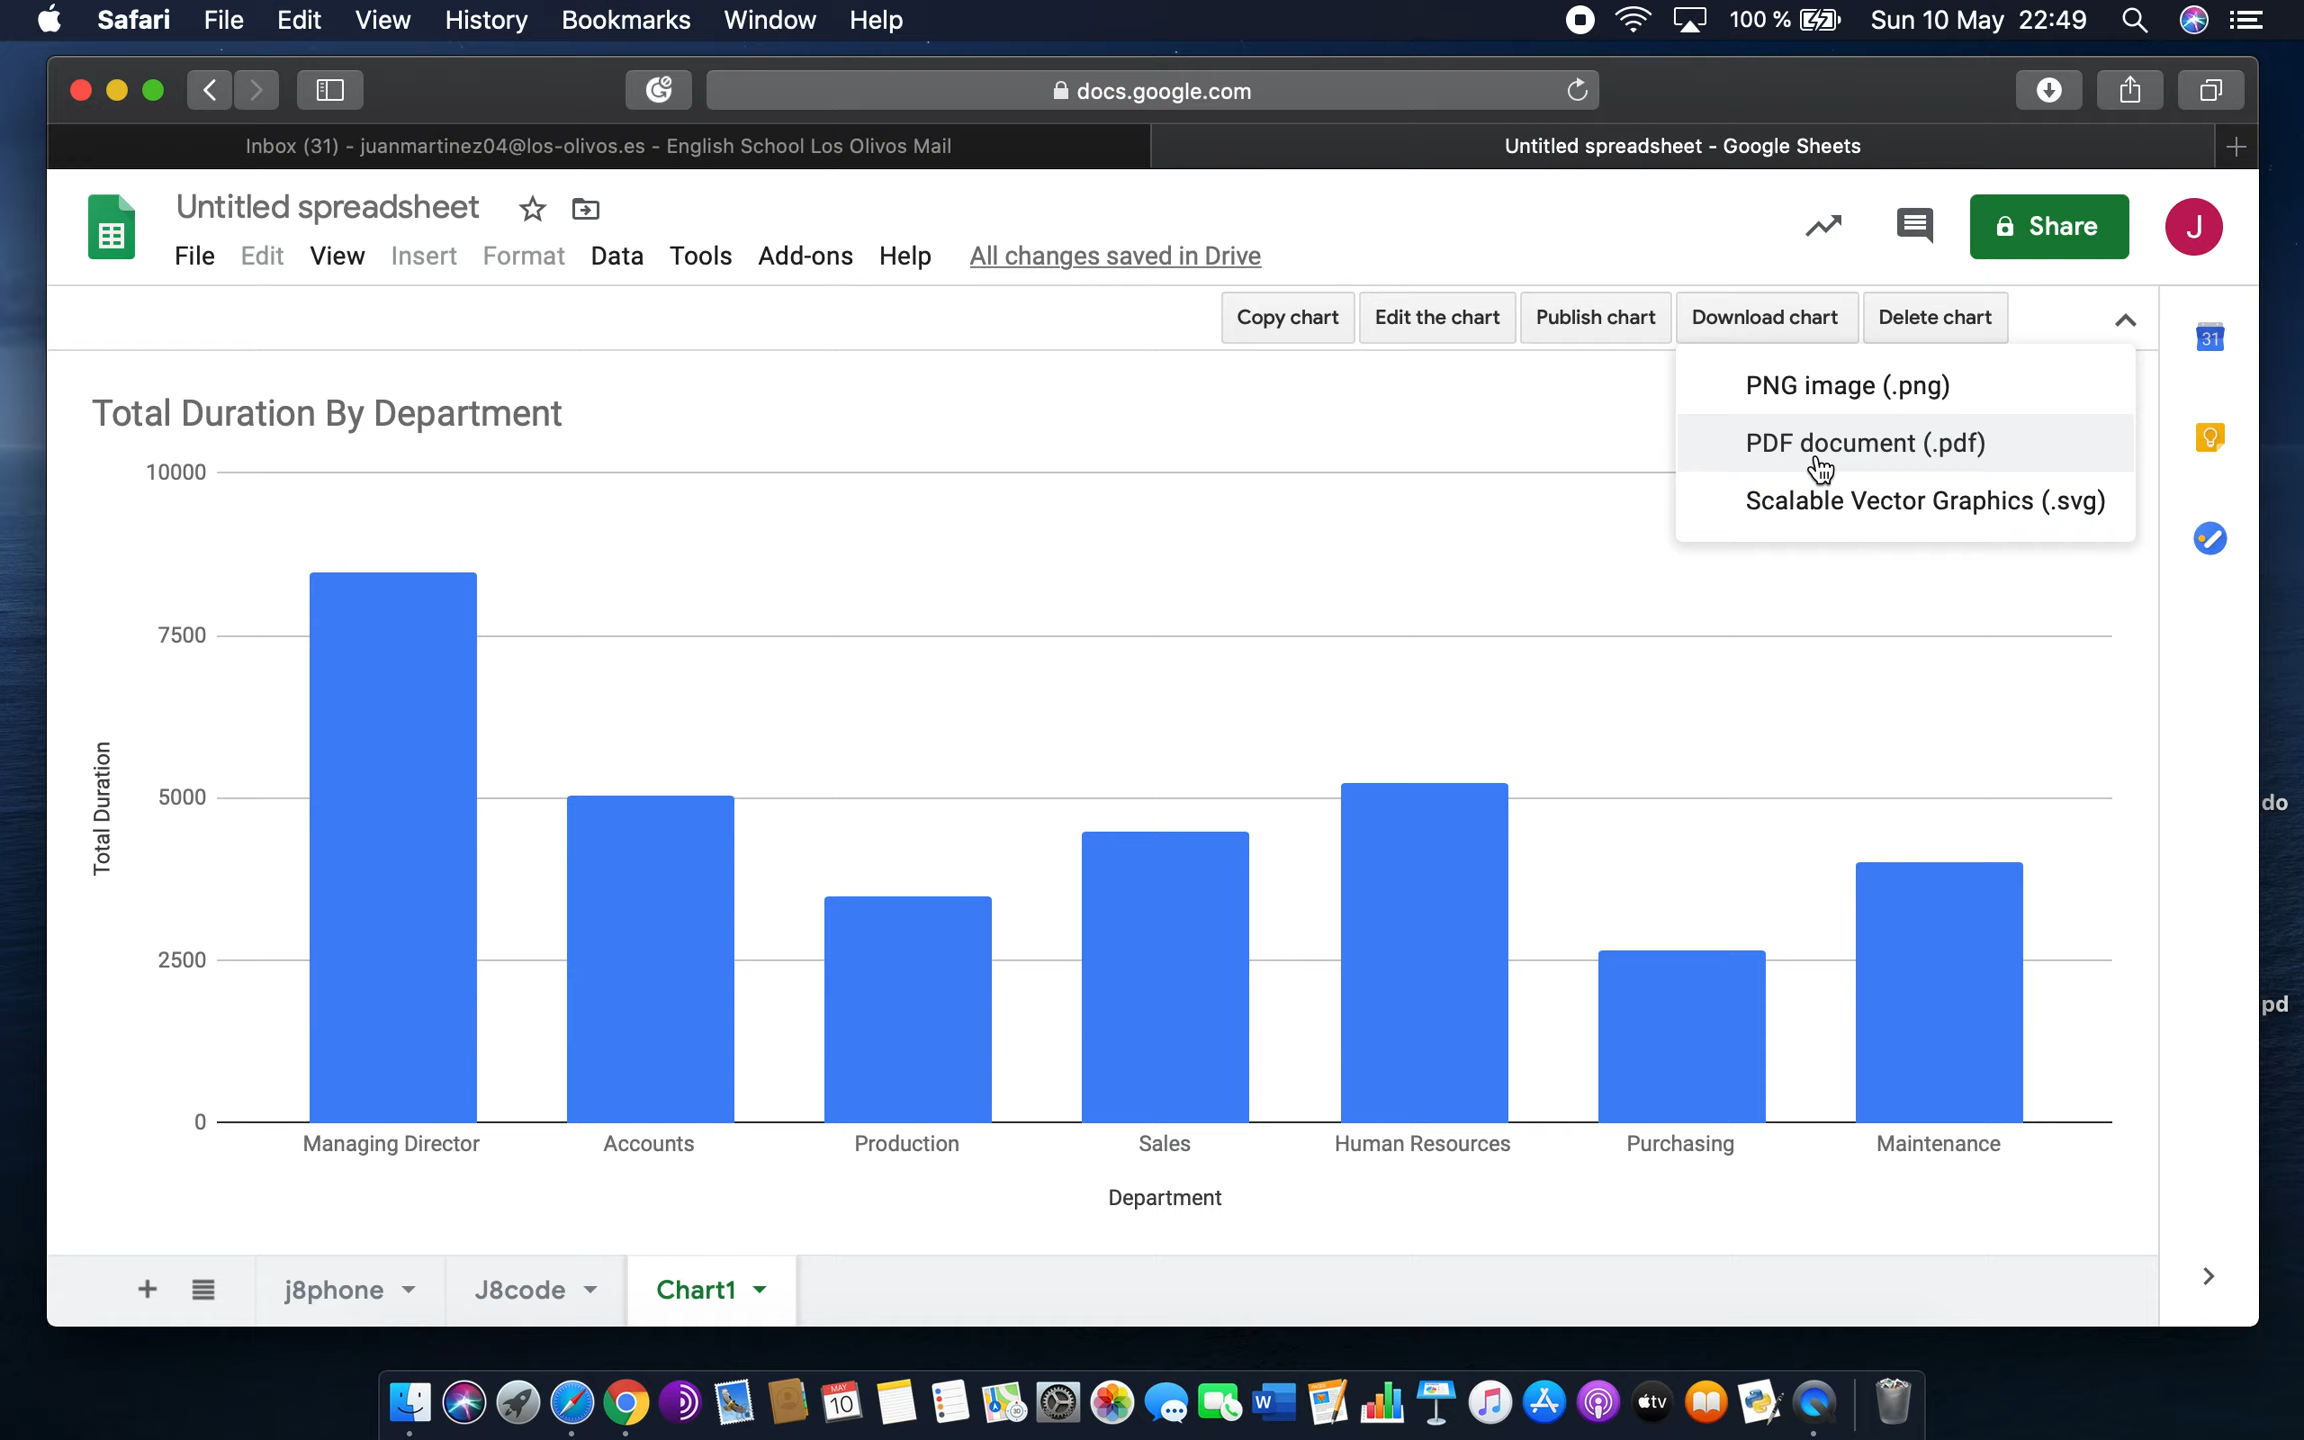 Safari File Edit View History Bookmarks Window Help 100 % Sun 10 May 22:49
docs.google.com
Inbox (31) - juanmartinez04@los-olivos.es - English School Los Olivos Mail Untitled spreadsheet - Google Sheets
Untitled spreadsheet
Share J
File Edit View Insert Format Data Tools Add-ons Help All changes saved in Drive
Copy chart Edit the chart Publish chart Download chart Delete chart
31
PNG image (.png)
PDF document (.pdf)
Scalable Vector Graphics (.svg)
Total Duration By Department
10000
7500
5000
2500
0
Total Duration
Managing Director Accounts Production Sales Human Resources Purchasing Maintenance
Department
do
pd
j8phone J8code Chart1
MAY
10
W
tv